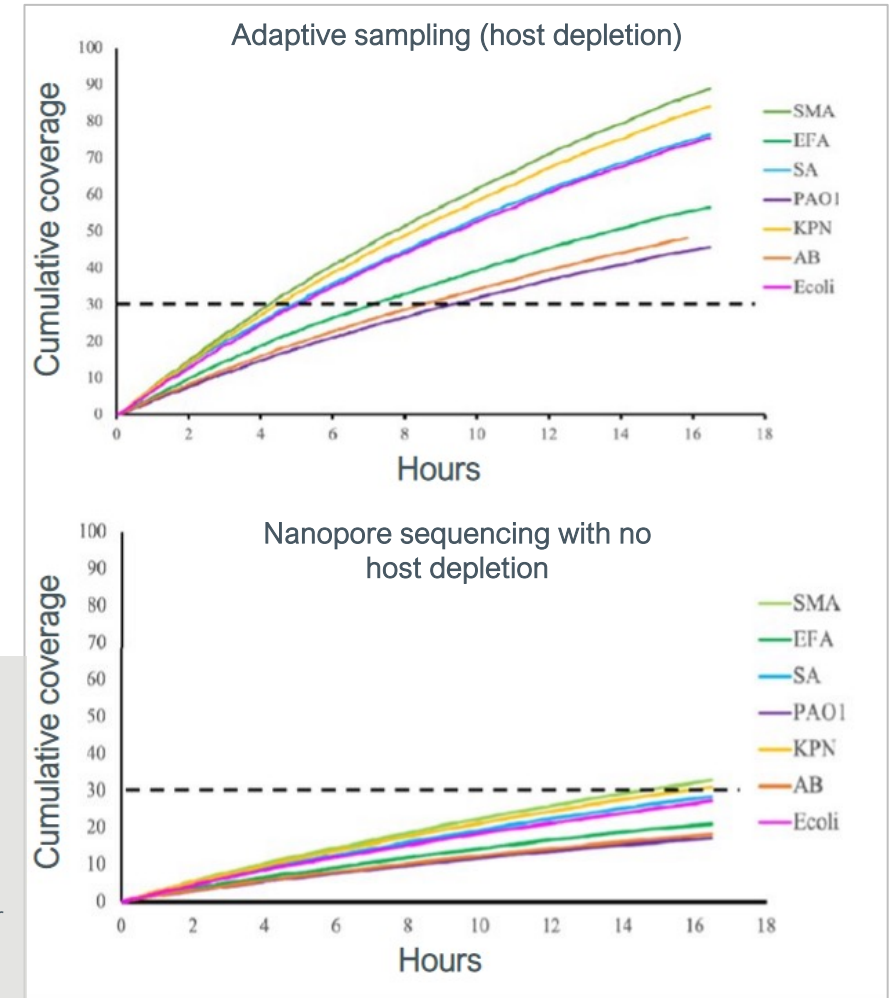 Adaptive sampling (host depletion)
Cumulative coverage
100
90
80
70
60
50
40
30
20
10
0
0 2 4 6 8 10 12 14 16 18
Hours
SMA
EFA
SA
PAO1
KPN
AB
Ecoli
Nanopore sequencing with no
host depletion
Cumulative coverage
100
90
80
70
60
50
40
30
20
10
0
0 2 4 6 8 10 12 14 16 18
Hours
SMA
EFA
SA
PAO1
KPN
AB
Ecoli